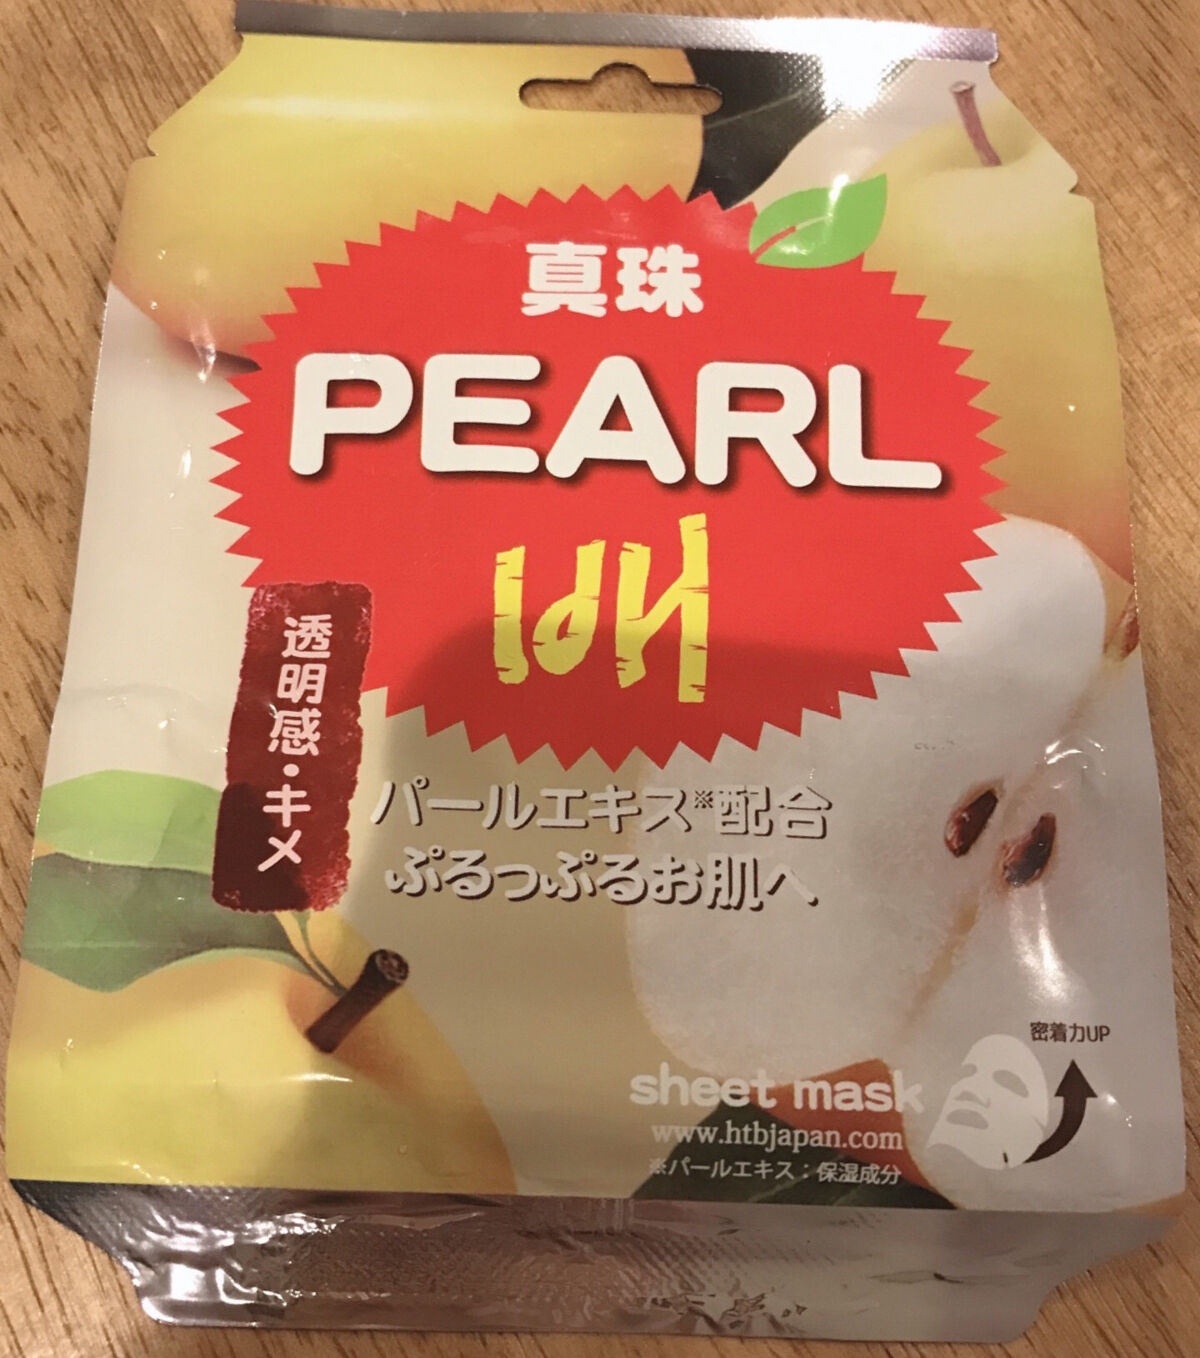 真珠
PEARL
배
透明感・キメ
パールエキス※配合
ぷるっぷるお肌へ
密着力UP
sheet mask
www.htbjapan.com
※パールエキス：保湿成分